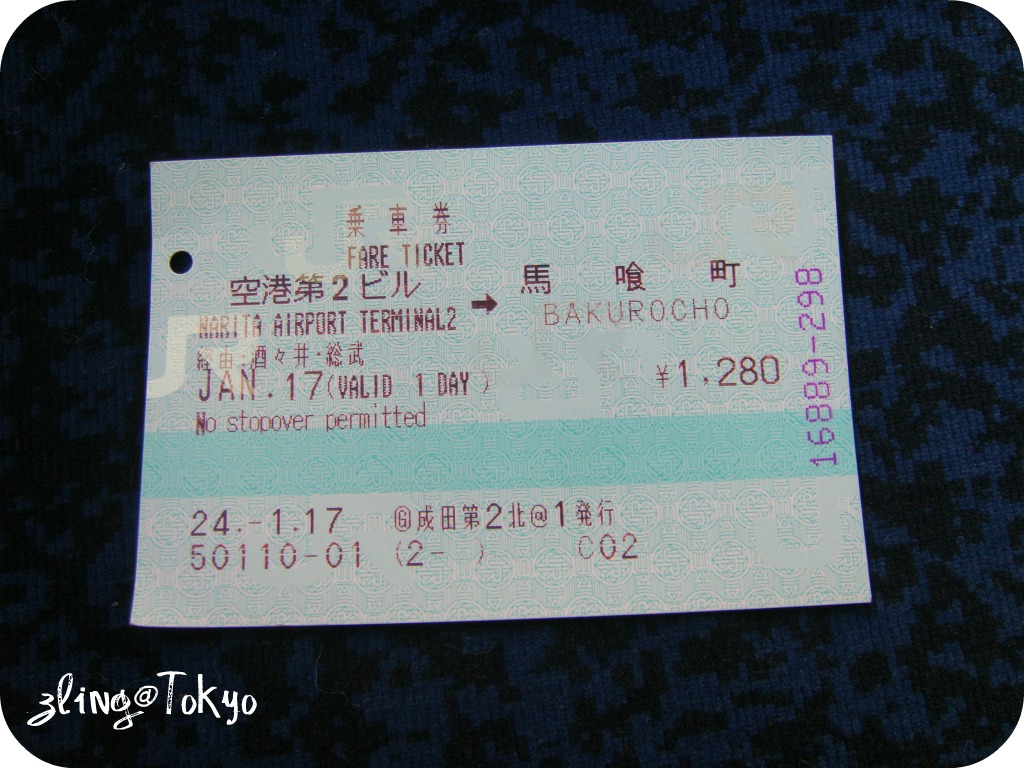 乗車券
FARE TICKET
空港第2ビル → 馬喰町
NARITA AIRPORT TERMINAL2 BAKUROCHO
経由:酒々井・総武
JAN.17(VALID 1 DAY) ¥1,280
No stopover permitted
16889-298
24.-1.17 Ⓖ成田第2北@1発行
50110-01 (2- ) C02
zling@Tokyo